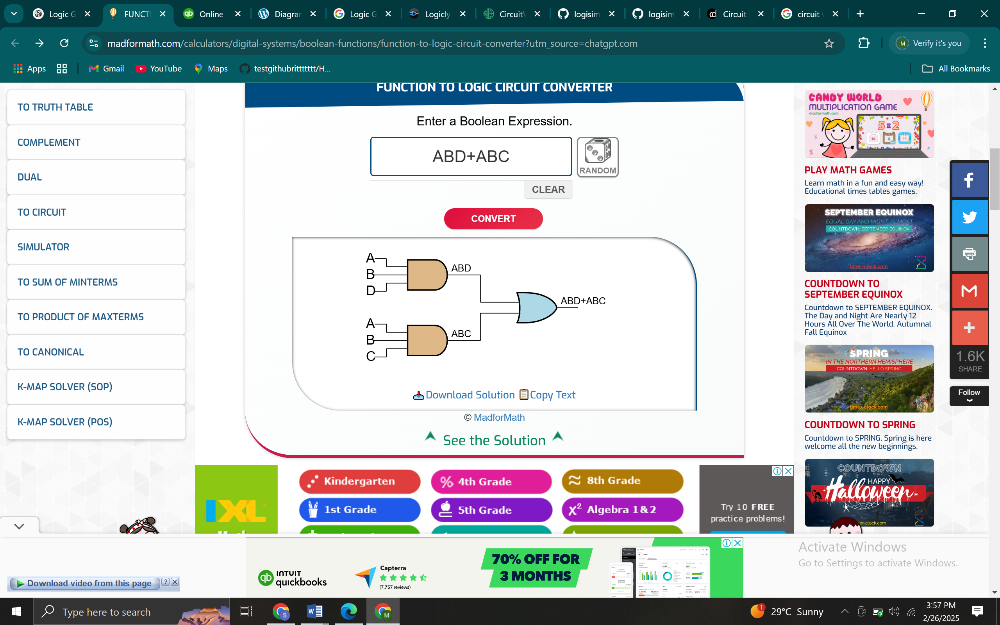 Logic G
FUNCTI
Online
Diagrar
Logic G
Logicly
Circuit
logisim
logisim
Circuit
circuit
madformath.com/calculators/digital-systems/boolean-functions/function-to-logic-circuit-converter?utm_source=chatgpt.com
M
Verify it's you
Apps
Gmail
YouTube
Maps
testgithubrittttttt/H...
All Bookmarks
TO TRUTH TABLE
COMPLEMENT
DUAL
TO CIRCUIT
SIMULATOR
TO SUM OF MINTERMS
TO PRODUCT OF MAXTERMS
TO CANONICAL
K-MAP SOLVER (SOP)
K-MAP SOLVER (POS)
FUNCTION TO LOGIC CIRCUIT CONVERTER
Enter a Boolean Expression.
ABD+ABC
RANDOM
CLEAR
CONVERT
A
B
D
ABD
ABD+ABC
A
B
C
ABC
Download Solution
Copy Text
© MadforMath
See the Solution
IXL
Kindergarten
4th Grade
8th Grade
1st Grade
5th Grade
X² Algebra 1 & 2
Try 10 FREE
practice problems!
CANDY WORLD
MULTIPLICATION GAME
madformath.com
5 x 2
PLAY MATH GAMES
Learn math in a fun and easy way!
Educational times tables games.
SEPTEMBER EQUINOX
EQUAL DAY AND NIGHT, ALMOST
COUNTDOWN: SEPTEMBER EQUINOX
timer-clock.com
COUNTDOWN TO
SEPTEMBER EQUINOX
Countdown to SEPTEMBER EQUINOX.
The Day and Night Are Nearly 12
Hours All Over The World. Autumnal
Fall Equinox
SPRING
IN THE NORTHERN HEMISPHERE
COUNTDOWN: HELLO SPRING
timer-clock.com
COUNTDOWN TO SPRING
Countdown to SPRING. Spring is here
welcome all the new beginnings.
COUNTDOWN
HAPPY
Halloween
er-clock.com
1.6K
SHARE
Follow
Download video from this page
?
qb INTUIT
quickbooks
Capterra
(7,757 reviews)
70% OFF FOR
3 MONTHS
Activate Windows
Go to Settings to activate Windows.
Type here to search
29°C Sunny
3:57 PM
2/26/2025